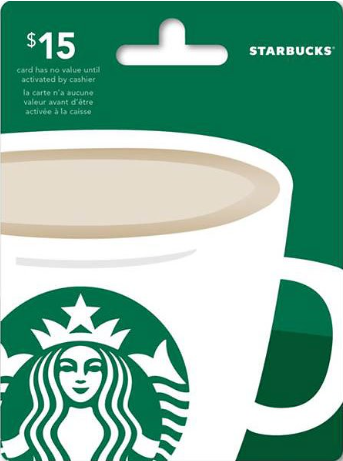 $15
STARBUCKS®
card has no value until
activated by cashier
la carte n'a aucune
valeur avant d'être
activée à la caisse